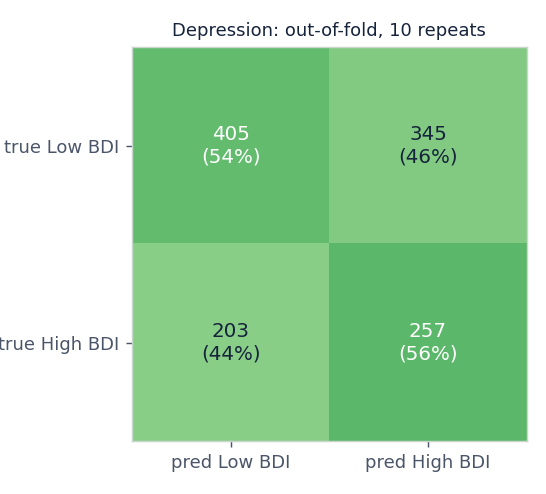 Depression: out-of-fold, 10 repeats
true Low BDI
405
(54%)
345
(46%)
true High BDI
203
(44%)
257
(56%)
pred Low BDI
pred High BDI